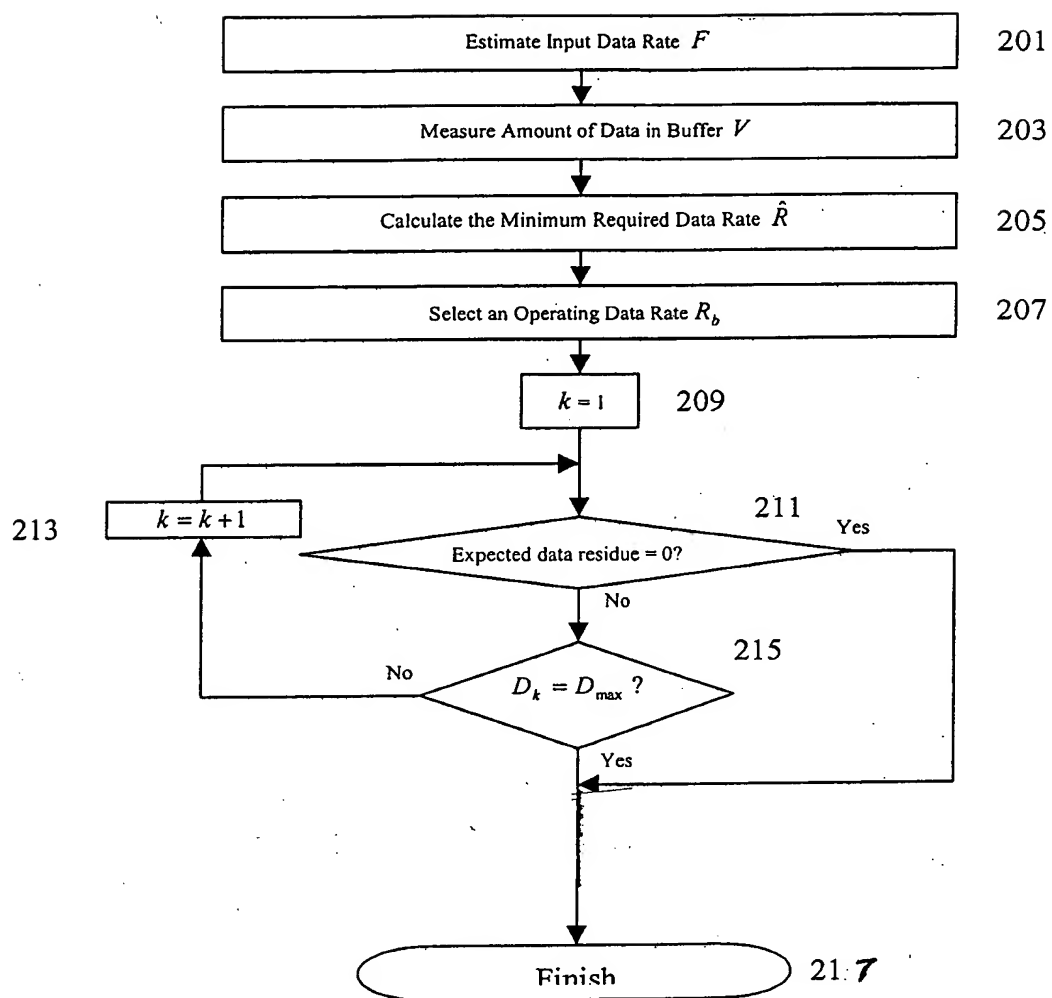 Estimate Input Data Rate F 201
Measure Amount of Data in Buffer V 203
Calculate the Minimum Required Data Rate R̂ 205
Select an Operating Data Rate R_b 207
k = 1 209
213 k = k + 1
211
Expected data residue = 0? Yes
No
215
No D_k = D_max ?
Yes
Finish 217